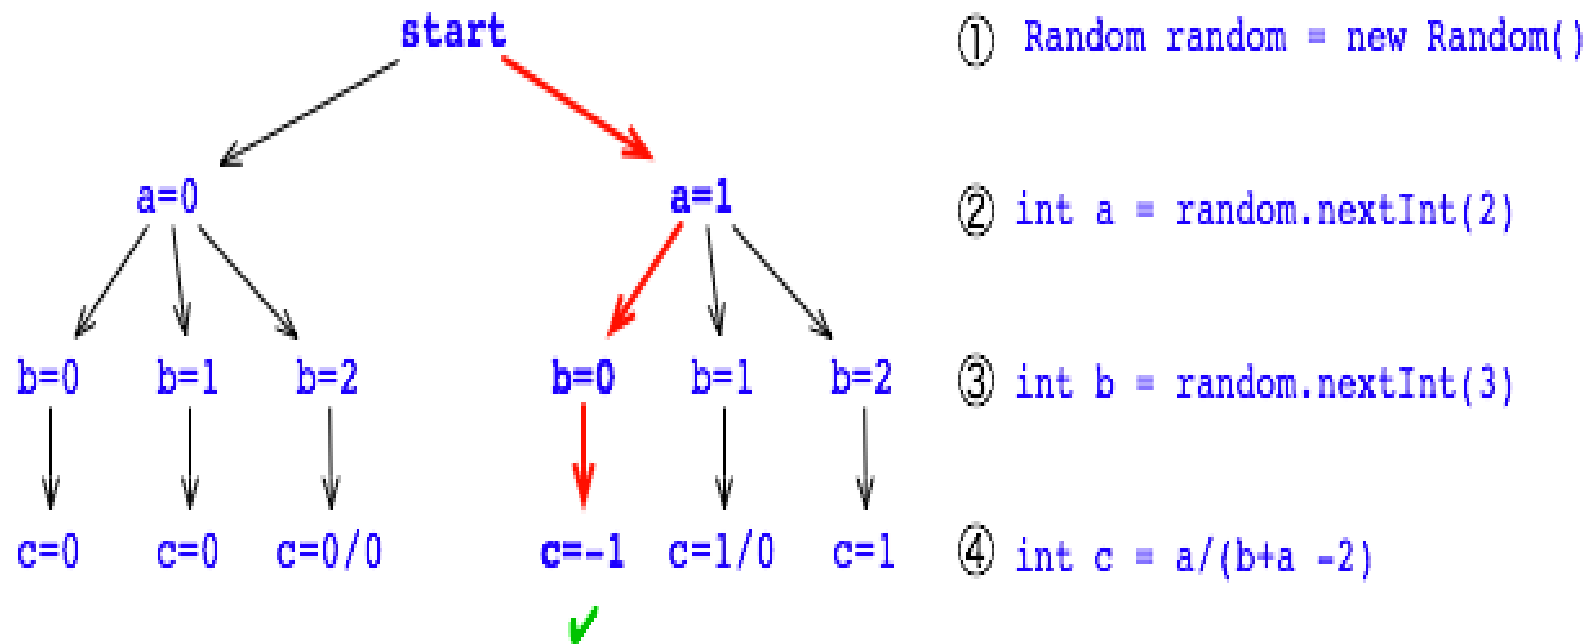 start
① Random random = new Random()
a=0 a=1
② int a = random.nextInt(2)
b=0 b=1 b=2 b=0 b=1 b=2
③ int b = random.nextInt(3)
c=0 c=0 c=0/0 c=-1 c=1/0 c=1
④ int c = a/(b+a -2)